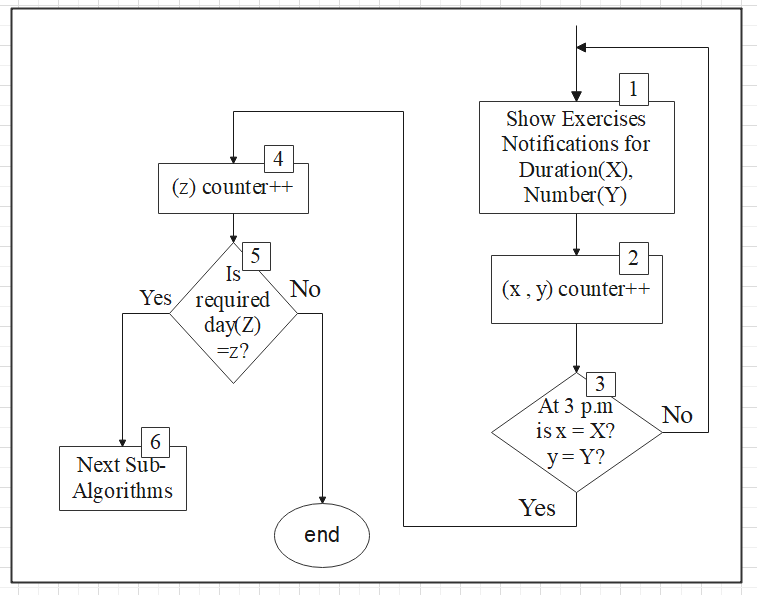 1
Show Exercises
Notifications for
Duration(X),
Number(Y)
2
(x , y) counter++
3
At 3 p.m
is x = X?
y = Y?
No
Yes
4
(z) counter++
5
Is
required
day(Z)
=z?
Yes
No
6
Next Sub-
Algorithms
end